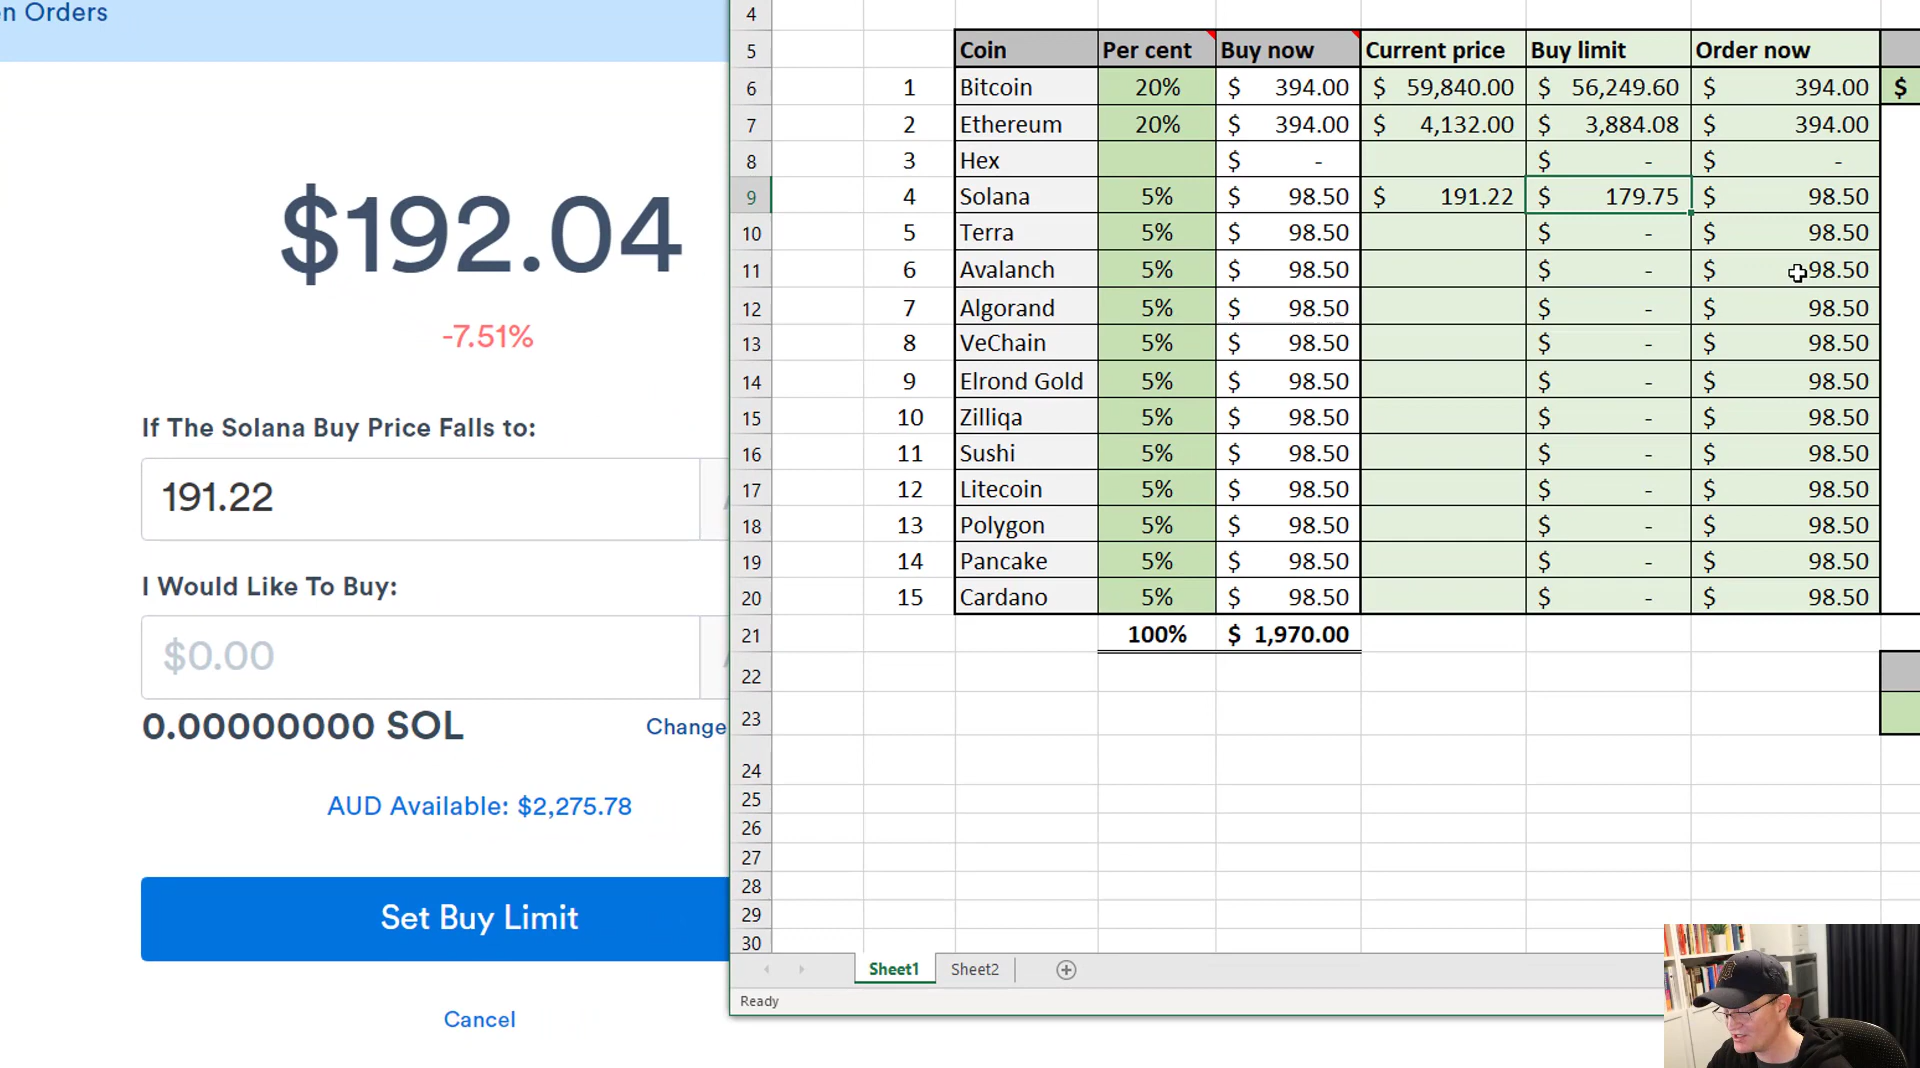 n Orders
$192.04
-7.51%
If The Solana Buy Price Falls to:
191.22
I Would Like To Buy:
$0.00
0.00000000 SOL
Change
AUD Available: $2,275.78
Set Buy Limit
Cancel
4
5 Coin Per cent Buy now Current price Buy limit Order now
6 1 Bitcoin 20% $ 394.00 $ 59,840.00 $ 56,249.60 $ 394.00 $
7 2 Ethereum 20% $ 394.00 $ 4,132.00 $ 3,884.08 $ 394.00
8 3 Hex $ - $ - $ -
9 4 Solana 5% $ 98.50 $ 191.22 $ 179.75 $ 98.50
10 5 Terra 5% $ 98.50 $ - $ 98.50
11 6 Avalanch 5% $ 98.50 $ - $ 98.50
12 7 Algorand 5% $ 98.50 $ - $ 98.50
13 8 VeChain 5% $ 98.50 $ - $ 98.50
14 9 Elrond Gold 5% $ 98.50 $ - $ 98.50
15 10 Zilliqa 5% $ 98.50 $ - $ 98.50
16 11 Sushi 5% $ 98.50 $ - $ 98.50
17 12 Litecoin 5% $ 98.50 $ - $ 98.50
18 13 Polygon 5% $ 98.50 $ - $ 98.50
19 14 Pancake 5% $ 98.50 $ - $ 98.50
20 15 Cardano 5% $ 98.50 $ - $ 98.50
21 100% $ 1,970.00
22
23
24
25
26
27
28
29
30
Sheet1 Sheet2
Ready